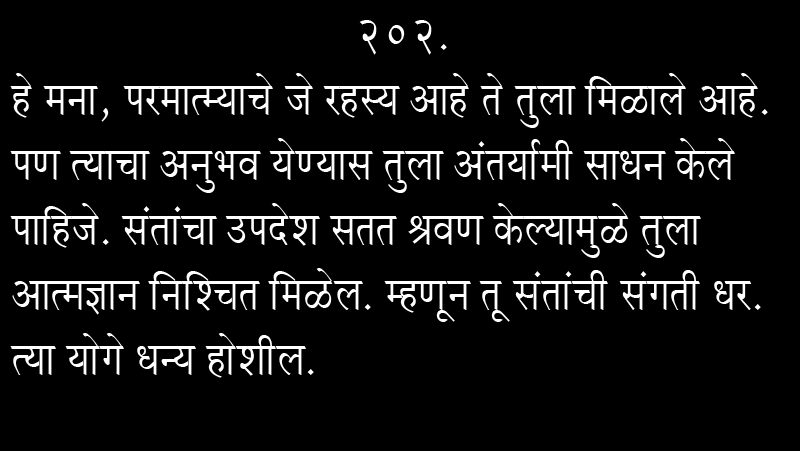 २०२.
हे मना, परमात्म्याचे जे रहस्य आहे ते तुला मिळाले आहे.
पण त्याचा अनुभव येण्यास तुला अंतर्यामी साधन केले
पाहिजे. संतांचा उपदेश सतत श्रवण केल्यामुळे तुला
आत्मज्ञान निश्चित मिळेल. म्हणून तू संतांची संगती धर.
त्या योगे धन्य होशील.